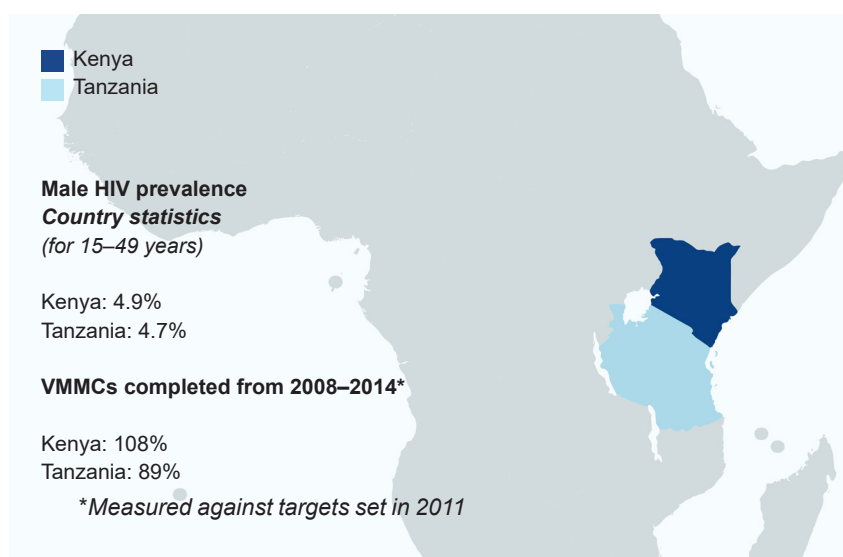 Kenya
Tanzania
Male HIV prevalence
Country statistics
(for 15–49 years)
Kenya: 4.9%
Tanzania: 4.7%
VMMCs completed from 2008–2014*
Kenya: 108%
Tanzania: 89%
*Measured against targets set in 2011